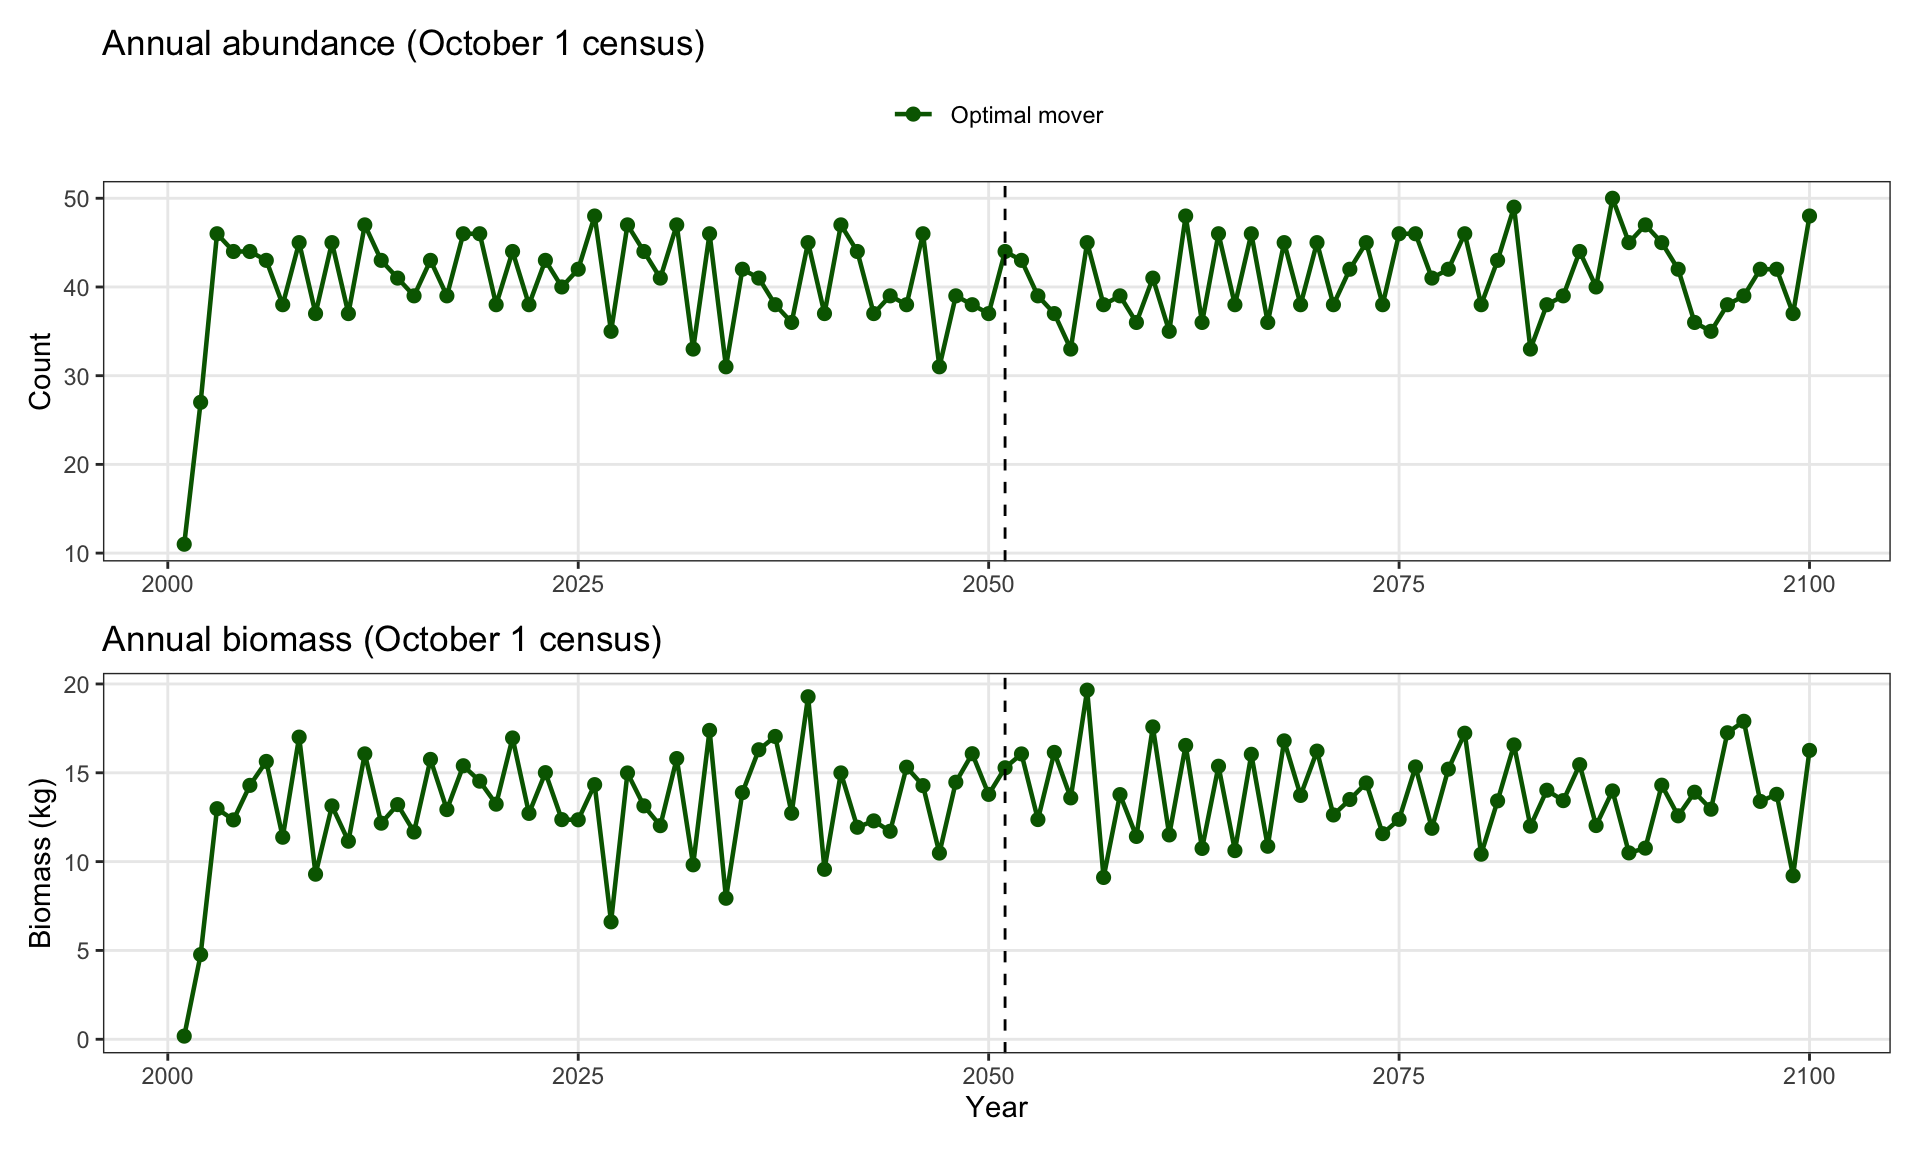 Annual abundance (October 1 census)
Optimal mover
Count
50
40
30
20
10
2000 2025 2050 2075 2100
Annual biomass (October 1 census)
Biomass (kg)
20
15
10
5
0
2000 2025 2050 2075 2100
Year